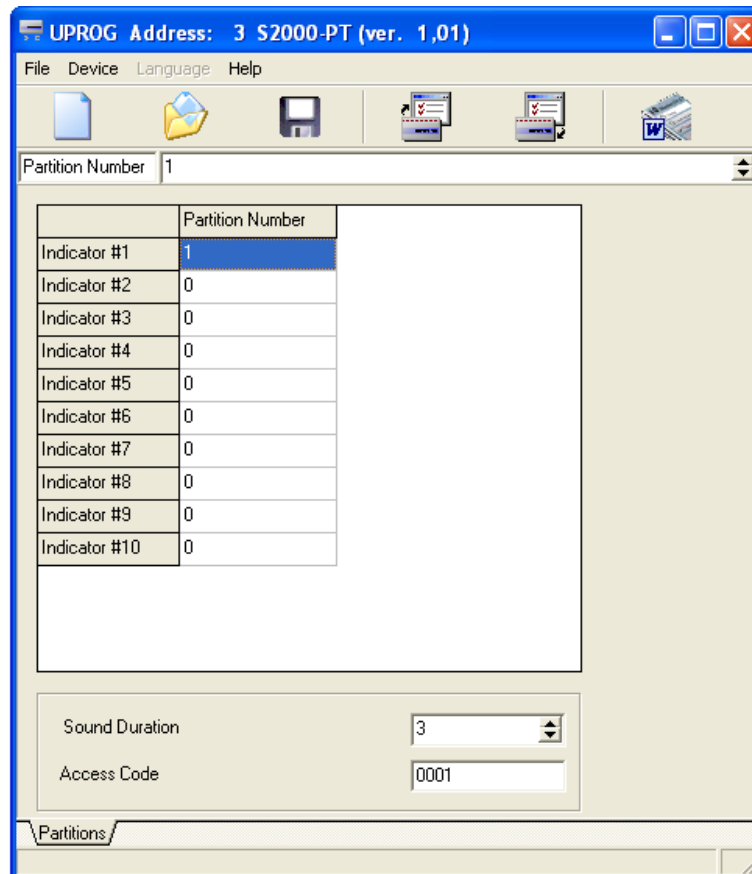 UPROG Address: 3 S2000-PT (ver. 1,01)
File Device Language Help
W
Partition Number 1
Partition Number
Indicator #1 1
Indicator #2 0
Indicator #3 0
Indicator #4 0
Indicator #5 0
Indicator #6 0
Indicator #7 0
Indicator #8 0
Indicator #9 0
Indicator #10 0
Sound Duration 3
Access Code 0001
Partitions